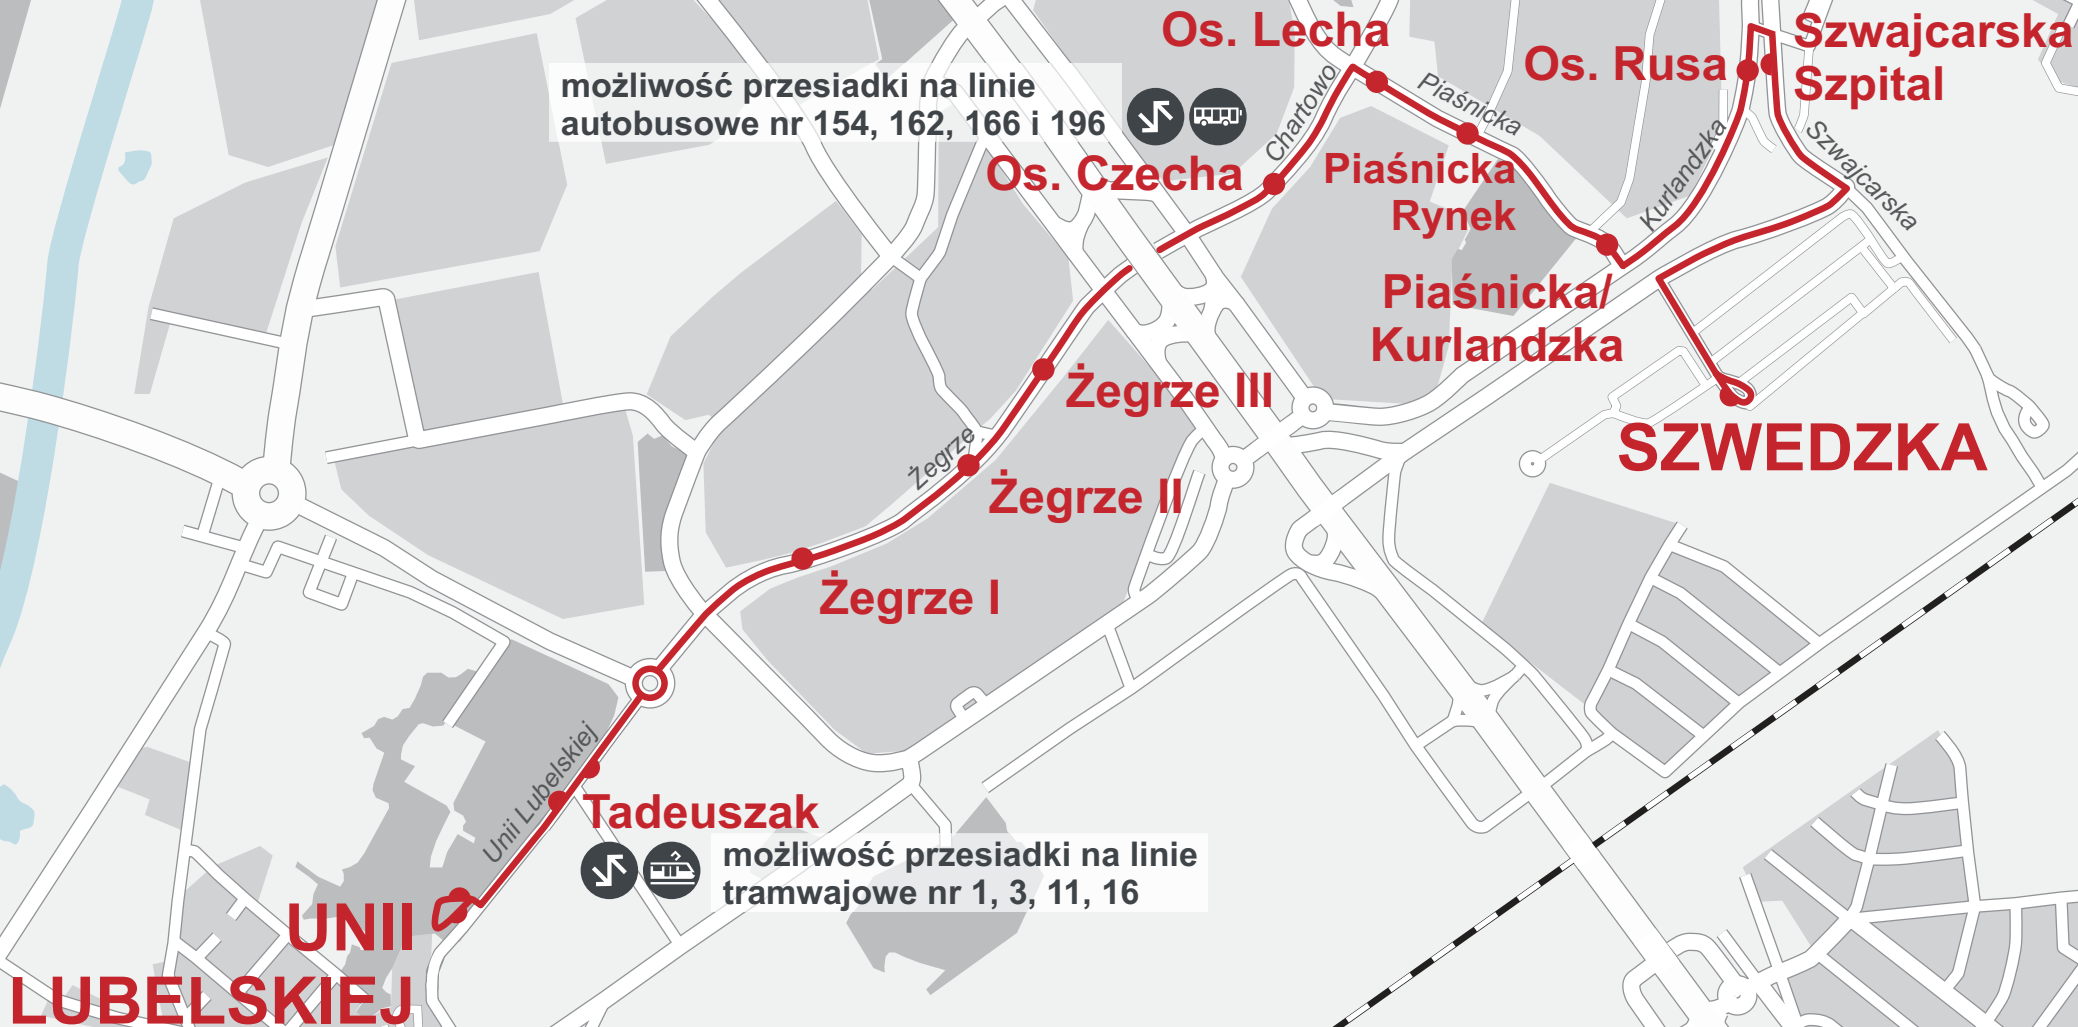 Os. Lecha
Szwajcarska
Szpital
Os. Rusa
możliwość przesiadki na linie
autobusowe nr 154, 162, 166 i 196
Chartowo
Piaśnicka
Os. Czecha
Piaśnicka
Rynek
Kurlandzka
Szwajcarska
Piaśnicka/
Kurlandzka
Żegrze III
SZWEDZKA
Żegrze
Żegrze II
Żegrze I
Unii Lubelskiej
Tadeuszak
możliwość przesiadki na linie
tramwajowe nr 1, 3, 11, 16
UNII
LUBELSKIEJ